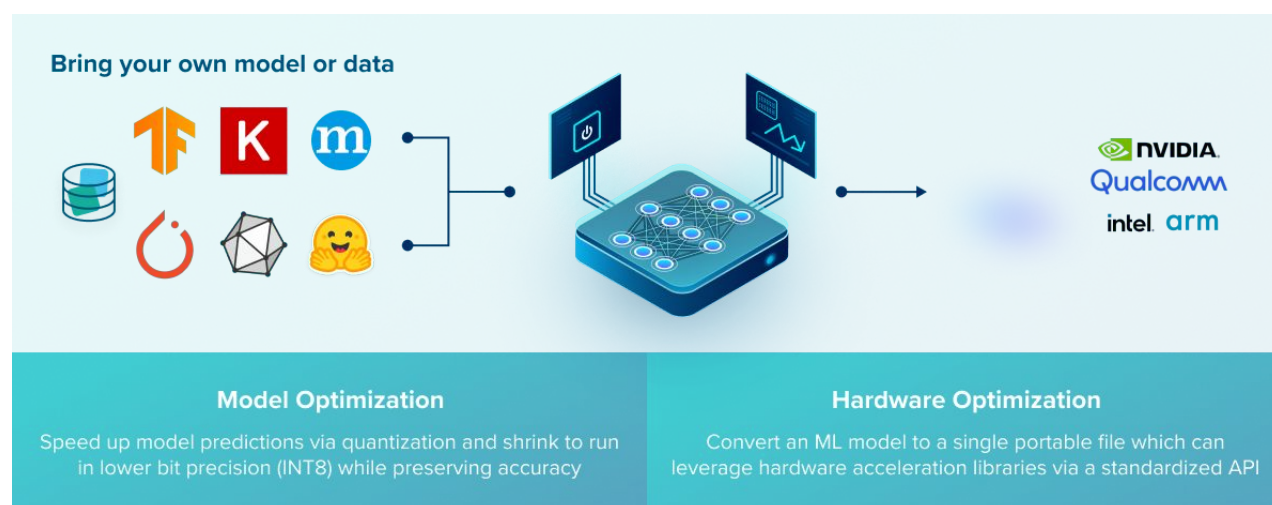 Bring your own model or data
K
m
NVIDIA.
Qualcomm
intel. arm
Model Optimization
Speed up model predictions via quantization and shrink to run
in lower bit precision (INT8) while preserving accuracy
Hardware Optimization
Convert an ML model to a single portable file which can
leverage hardware acceleration libraries via a standardized API